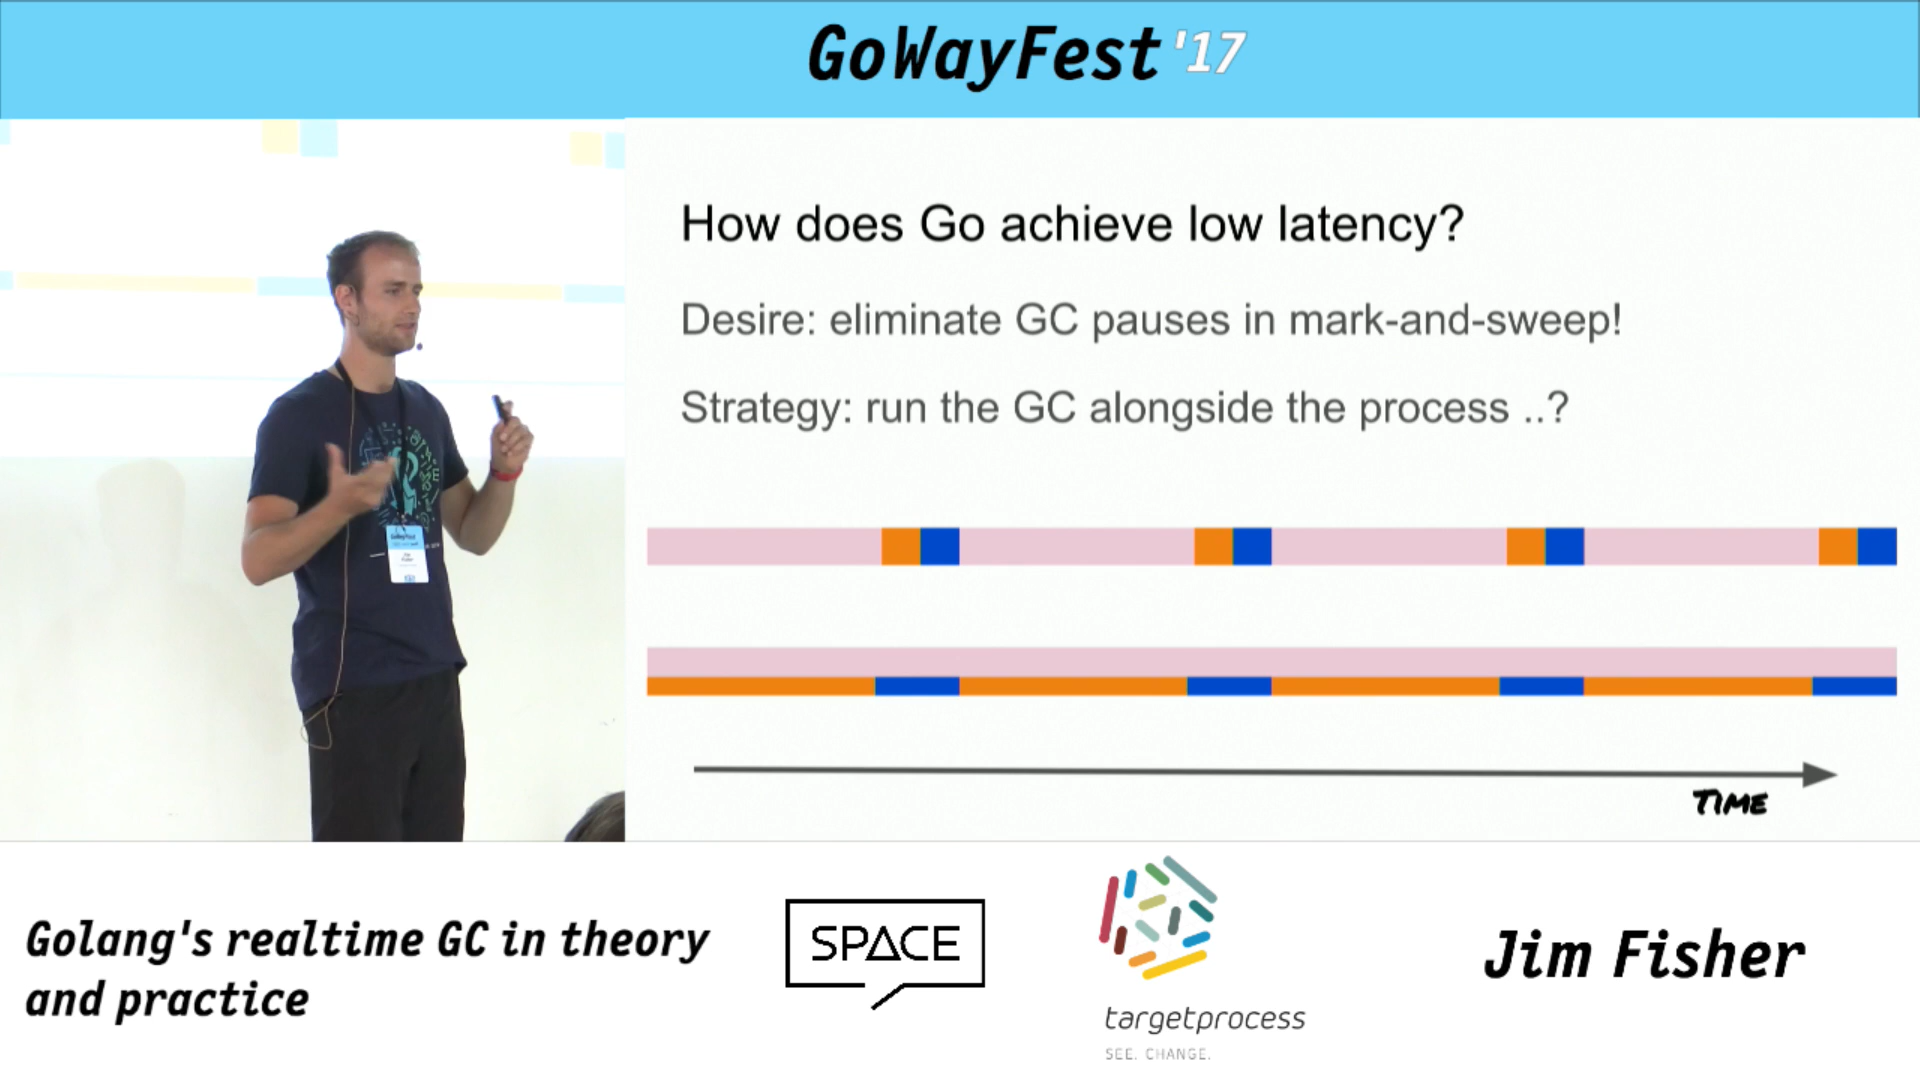 GoWayFest '17
How does Go achieve low latency?
Desire: eliminate GC pauses in mark-and-sweep!
Strategy: run the GC alongside the process ..?
TIME
Golang's realtime GC in theory
and practice
SPACE
targetprocess
SEE. CHANGE.
Jim Fisher